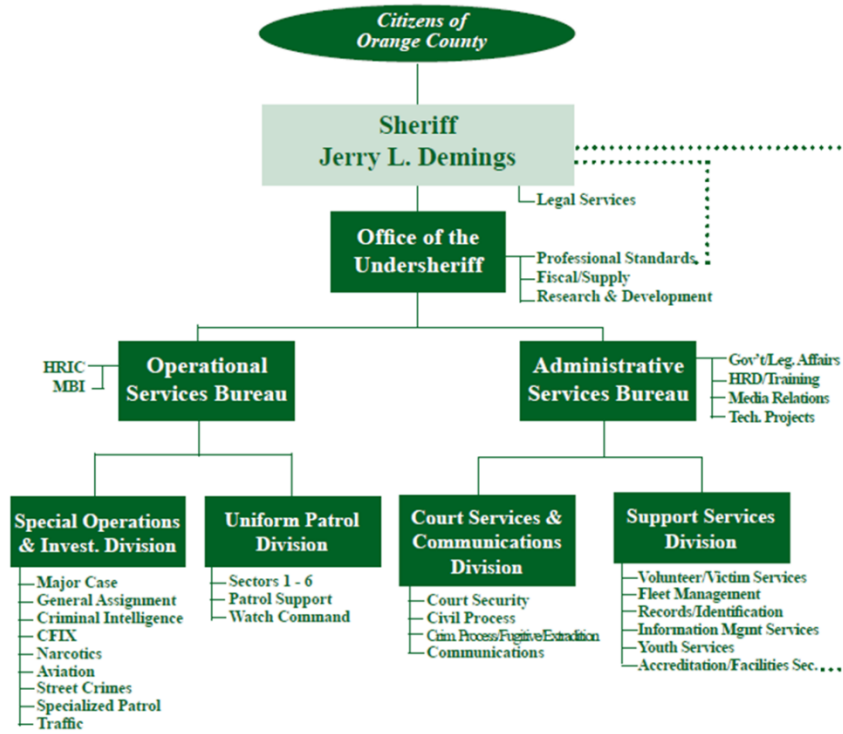 Citizens of
Orange County
Sheriff
Jerry L. Demings
Legal Services
Office of the
Undersheriff
Professional Standards
Fiscal/Supply
Research & Development
HRIC
MBI
Operational
Services Bureau
Administrative
Services Bureau
Gov't/Leg. Affairs
HRD/Training
Media Relations
Tech. Projects
Special Operations
& Invest. Division
Major Case
General Assignment
Criminal Intelligence
CFIX
Narcotics
Aviation
Street Crimes
Specialized Patrol
Traffic
Uniform Patrol
Division
Sectors 1 - 6
Patrol Support
Watch Command
Court Services &
Communications
Division
Court Security
Civil Process
Crim. Process/Fugitive/Extradition
Communications
Support Services
Division
Volunteer/Victim Services
Fleet Management
Records/Identification
Information Mgmt Services
Youth Services
Accreditation/Facilities Sec.